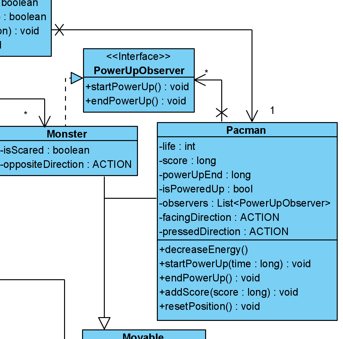 boolean
: boolean
on) : void
<<Interface>>
PowerUpObserver
+startPowerUp() : void
+endPowerUp() : void
*
*
1
Monster
-isScared : boolean
-oppositeDirection : ACTION
Pacman
-life : int
-score : long
-powerUpEnd : long
-isPoweredUp : bool
-observers : List<PowerUpObserver>
-facingDirection : ACTION
-pressedDirection : ACTION
+decreaseEnergy()
+startPowerUp(time : long) : void
+endPowerUp() : void
+addScore(score : long) : void
+resetPosition() : void
Movable